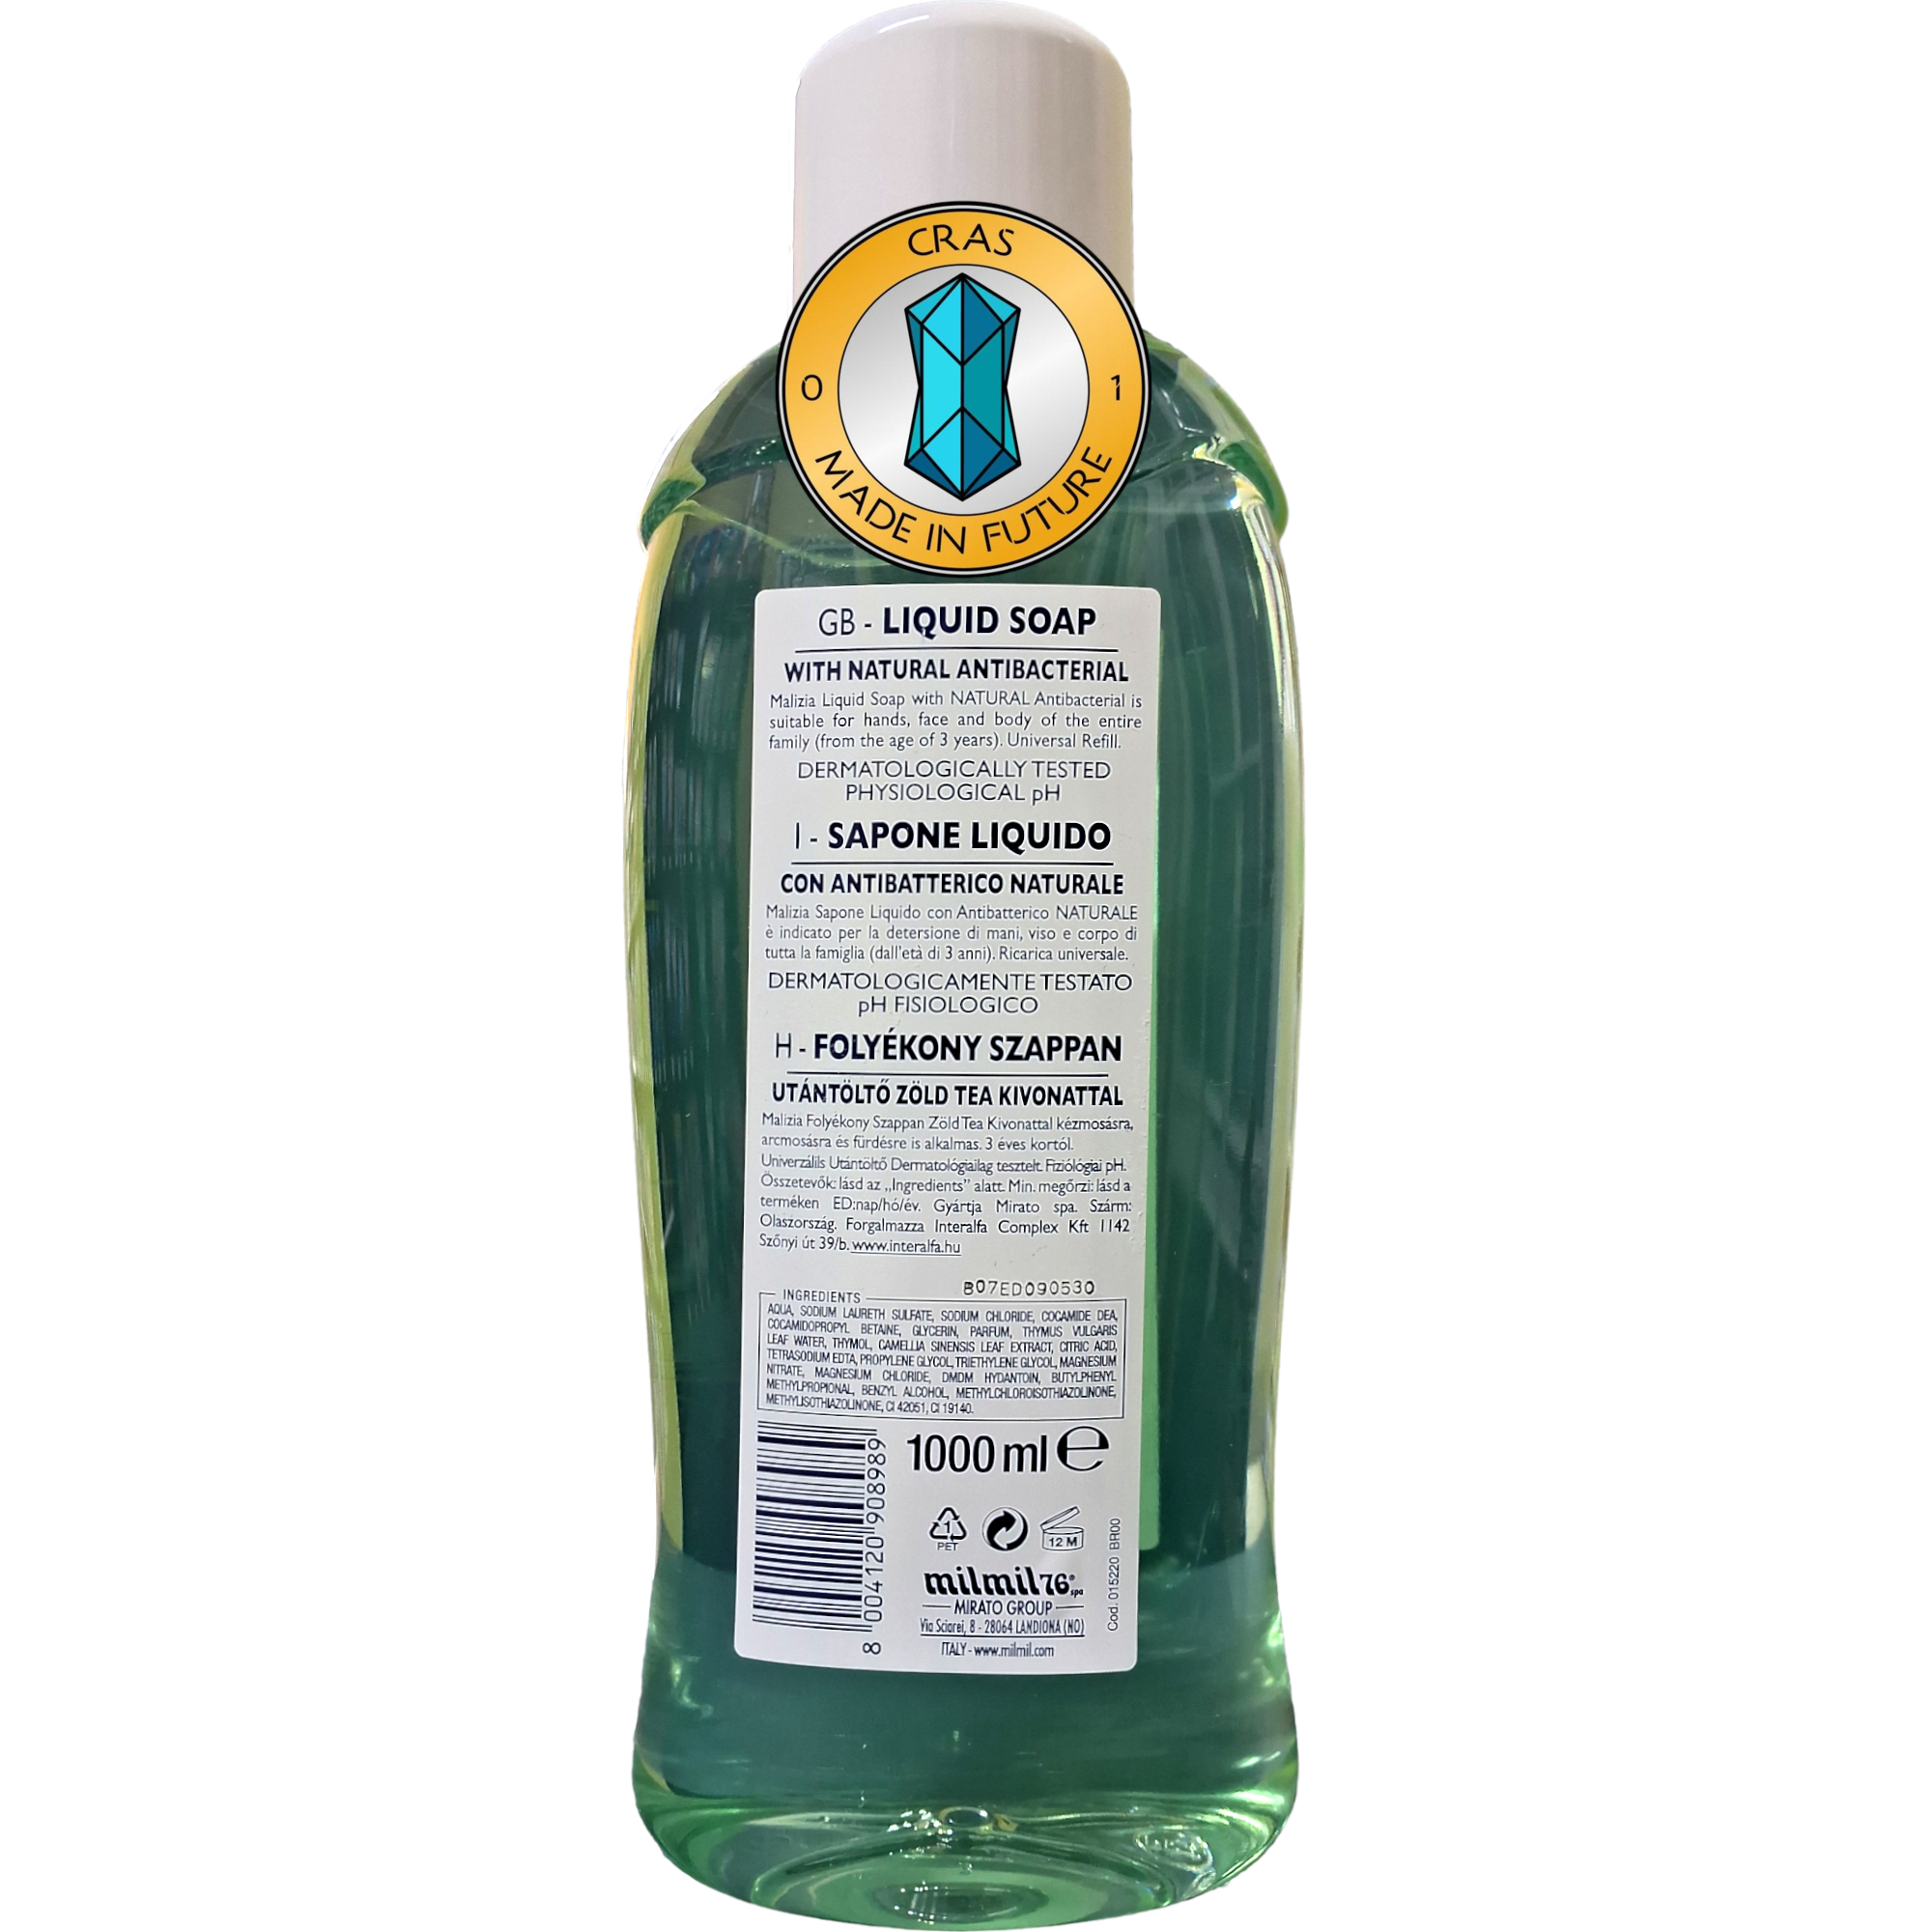 CRAS
0 1
MADE IN FUTURE
GB - LIQUID SOAP
WITH NATURAL ANTIBACTERIAL
Malizia Liquid Soap with NATURAL Antibacterial is
suitable for hands, face and body of the entire
family (from the age of 3 years). Universal Refill.
DERMATOLOGICALLY TESTED
PHYSIOLOGICAL pH
I - SAPONE LIQUIDO
CON ANTIBATTERICO NATURALE
Malizia Sapone Liquido con Antibatterico NATURALE
è indicato per la detersione di mani, viso e corpo di
tutta la famiglia (dall'età di 3 anni). Ricarica universale.
DERMATOLOGICAMENTE TESTATO
pH FISIOLOGICO
H - FOLYÉKONY SZAPPAN
UTÁNTÖLTŐ ZÖLD TEA KIVONATTAL
Malizia Folyékony Szappan Zöld Tea Kivonattal kézmosásra,
arcmosásra és fürdésre is alkalmas. 3 éves kortól.
Univerzálils Utántöltő Dermatológiailag tesztelt. Fiziológiai pH.
Összetevők: lásd az „Ingredients” alatt. Min. megőrzi: lásd a
terméken ED:nap/hó/év. Gyártja Mirato spa. Szárm:
Olaszország. Forgalmazza Interalfa Complex Kft 1142
Szőnyi út 39/b. www.interalfa.hu
B07ED090530
INGREDIENTS
AQUA, SODIUM LAURETH SULFATE, SODIUM CHLORIDE, COCAMIDE DEA,
COCAMIDOPROPYL BETAINE, GLYCERIN, PARFUM, THYMUS VULGARIS
LEAF WATER, THYMOL, CAMELLIA SINENSIS LEAF EXTRACT, CITRIC ACID,
TETRASODIUM EDTA, PROPYLENE GLYCOL, TRIETHYLENE GLYCOL, MAGNESIUM
NITRATE, MAGNESIUM CHLORIDE, DMDM HYDANTOIN, BUTYLPHENYL
METHYLPROPIONAL, BENZYL ALCOHOL, METHYLCHLOROISOTHIAZOLINONE,
METHYLISOTHIAZOLINONE, CI 42051, CI 19140.
8 004120 908989
1000 ml e
1
PET
12 M
milmil76® spa
MIRATO GROUP
Via Sciarei, 8 - 28064 LANDIONA (NO)
ITALY - www.milmil.com
Cod. 015220 BR00